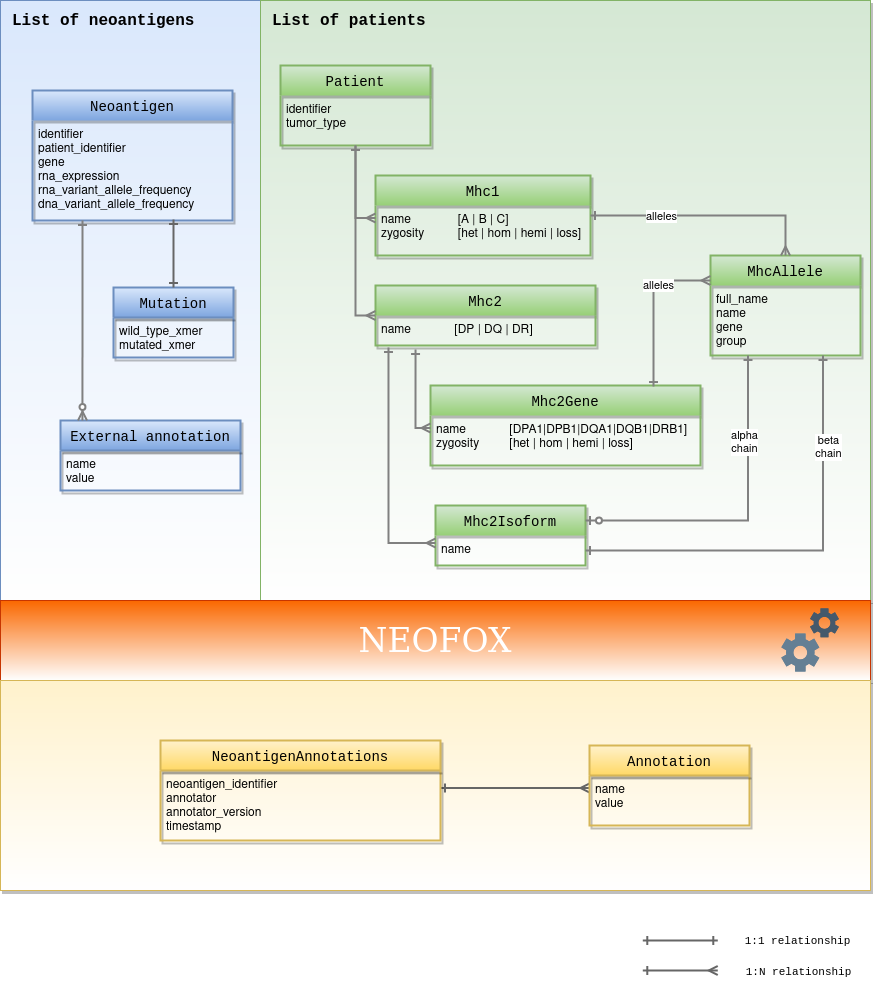 List of neoantigens
Neoantigen
identifier
patient_identifier
gene
rna_expression
rna_variant_allele_frequency
dna_variant_allele_frequency
Mutation
wild_type_xmer
mutated_xmer
External annotation
name
value
List of patients
Patient
identifier
tumor_type
Mhc1
name [A | B | C]
zygosity [het | hom | hemi | loss]
alleles
Mhc2
name [DP | DQ | DR]
alleles
MhcAllele
full_name
name
gene
group
Mhc2Gene
name [DPA1|DPB1|DQA1|DQB1|DRB1]
zygosity [het | hom | hemi | loss]
alpha
chain
beta
chain
Mhc2Isoform
name
NEOFOX
NeoantigenAnnotations
neoantigen_identifier
annotator
annotator_version
timestamp
Annotation
name
value
1:1 relationship
1:N relationship